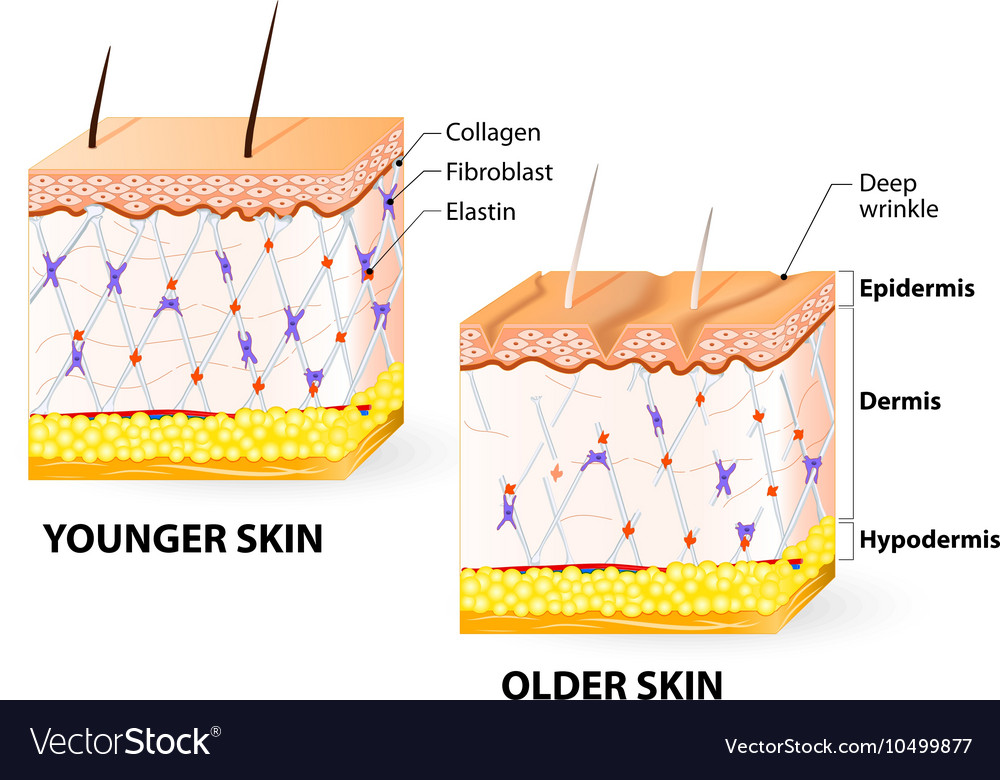 Collagen
Fibroblast
Elastin
Deep
wrinkle
Epidermis
Dermis
Hypodermis
YOUNGER SKIN
OLDER SKIN
VectorStock®
VectorStock.com/10499877